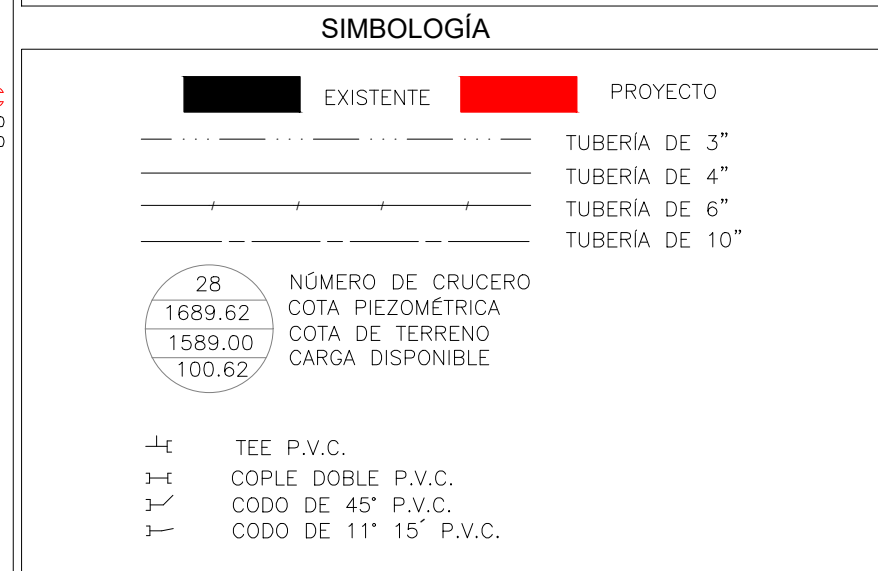 SIMBOLOGÍA
EXISTENTE PROYECTO
TUBERÍA DE 3"
TUBERÍA DE 4"
TUBERÍA DE 6"
TUBERÍA DE 10"
28 NÚMERO DE CRUCERO
1689.62 COTA PIEZOMÉTRICA
1589.00 COTA DE TERRENO
100.62 CARGA DISPONIBLE
TEE P.V.C.
COPLE DOBLE P.V.C.
CODO DE 45° P.V.C.
CODO DE 11° 15´ P.V.C.